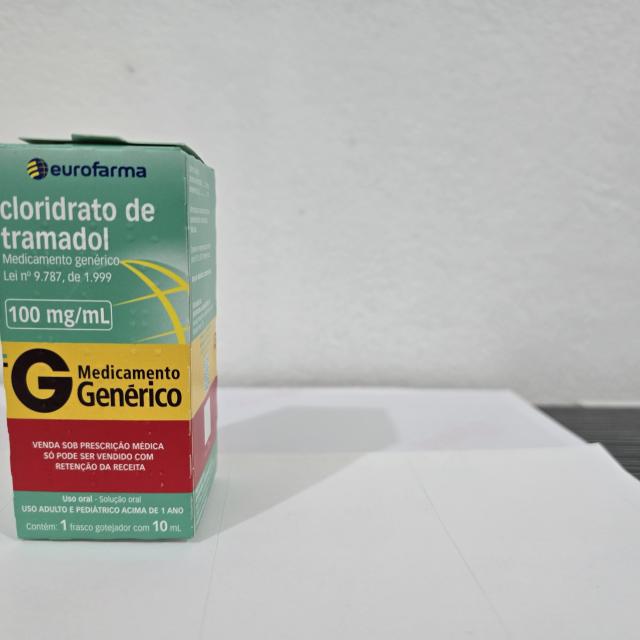 eurofarma
cloridrato de
tramadol
Medicamento genérico
Lei nº 9.787, de 1.999
100 mg/mL
G Medicamento
Genérico
VENDA SOB PRESCRIÇÃO MÉDICA
SÓ PODE SER VENDIDO COM
RETENÇÃO DA RECEITA
Uso oral - Solução oral
USO ADULTO E PEDIÁTRICO ACIMA DE 1 ANO
Contém: 1 frasco gotejador com 10 mL